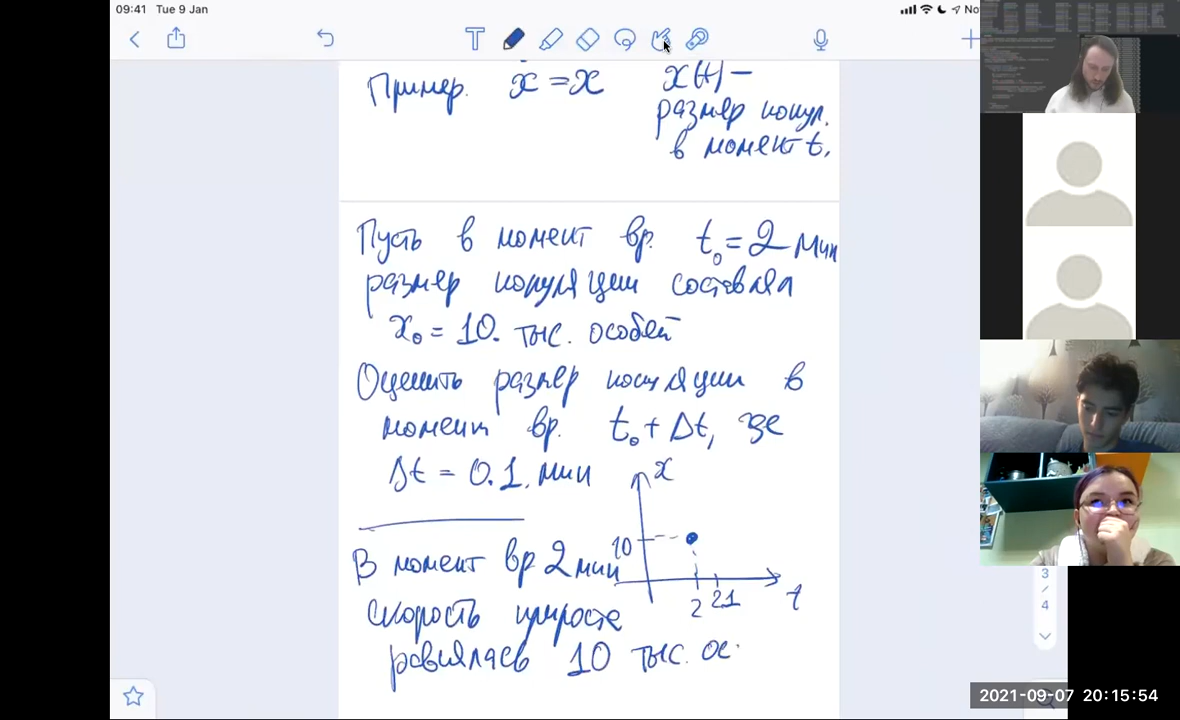 09:41 Tue 9 Jan
Пример. ẋ = x x(t) –
размер попул.
в момент t.
Пусть в момент вр. t₀ = 2 мин
размер популяции составлял
x₀ = 10. тыс. особей
Оценить размер популяции в
момент вр. t₀ + Δt, где
Δt = 0.1. мин
x
10
2 2.1 t
В момент вр 2 мин
скорость прироста
равнялась 10 тыс. ос.
3
/
4
2021-09-07 20:15:54